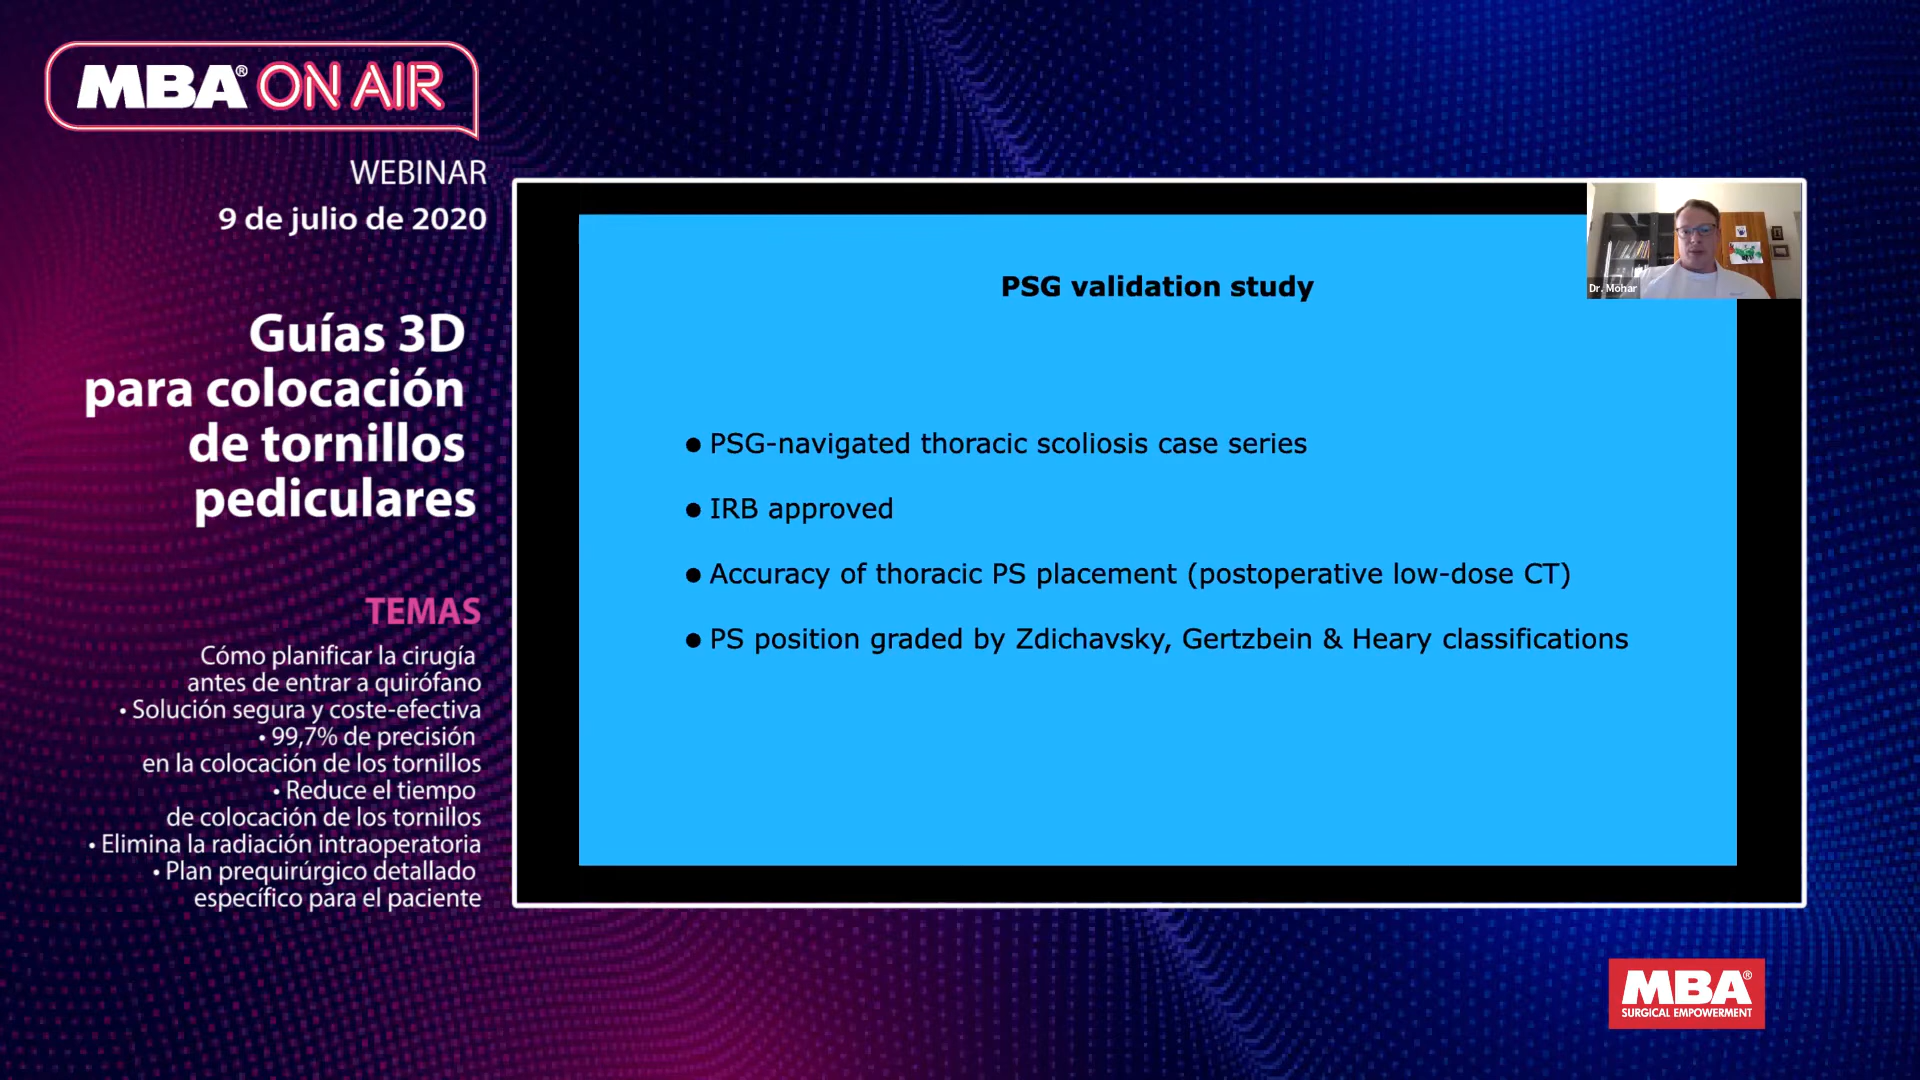 MBA® ON AIR
WEBINAR
9 de julio de 2020
Guías 3D
para colocación
de tornillos
pediculares
TEMAS
Cómo planificar la cirugía
antes de entrar a quirófano
• Solución segura y coste-efectiva
• 99,7% de precisión
en la colocación de los tornillos
• Reduce el tiempo
de colocación de los tornillos
• Elimina la radiación intraoperatoria
• Plan prequirúrgico detallado
específico para el paciente
Dr. Mohar
PSG validation study
● PSG-navigated thoracic scoliosis case series
● IRB approved
● Accuracy of thoracic PS placement (postoperative low-dose CT)
● PS position graded by Zdichavsky, Gertzbein & Heary classifications
MBA®
SURGICAL EMPOWERMENT